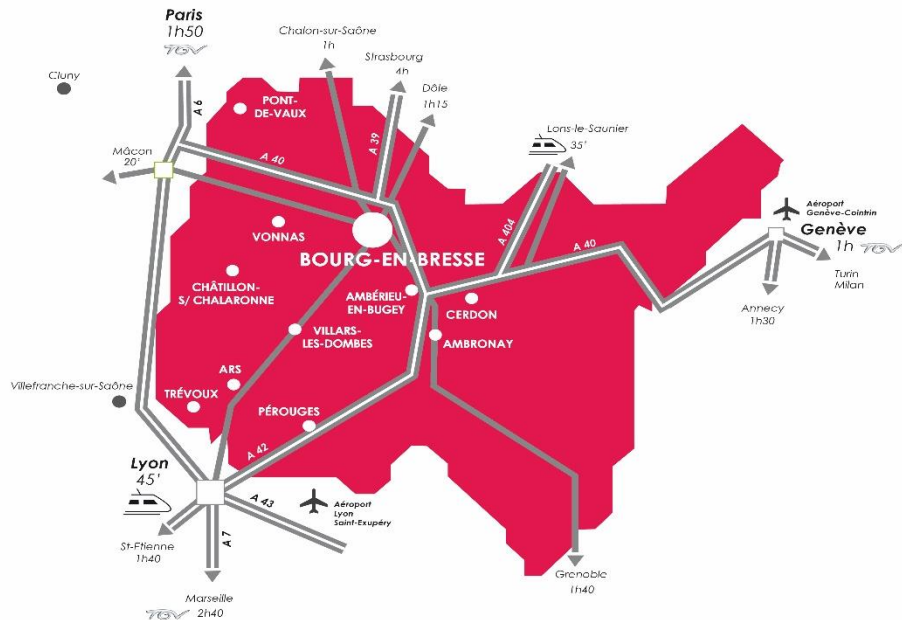 Paris
1h50
TGV
Cluny
A 6
PONT-
DE-VAUX
Chalon-sur-Saône
1h
Strasbourg
4h
Dôle
1h15
A 39
Mâcon
20'
A 40
Lons-le-Saunier
35'
A 404
A 40
Aéroport
Genève-Cointrin
Genève
1h TGV
Turin
Milan
Annecy
1h30
VONNAS
BOURG-EN-BRESSE
CHÂTILLON-
S/ CHALARONNE
AMBÉRIEU-
EN-BUGEY
CERDON
VILLARS-
LES-DOMBES
AMBRONAY
ARS
Villefranche-sur-Saône
TRÉVOUX
PÉROUGES
A 42
Lyon
45'
A 43
Aéroport
Lyon
Saint-Exupéry
A 7
St-Etienne
1h40
Grenoble
1h40
Marseille
TGV 2h40